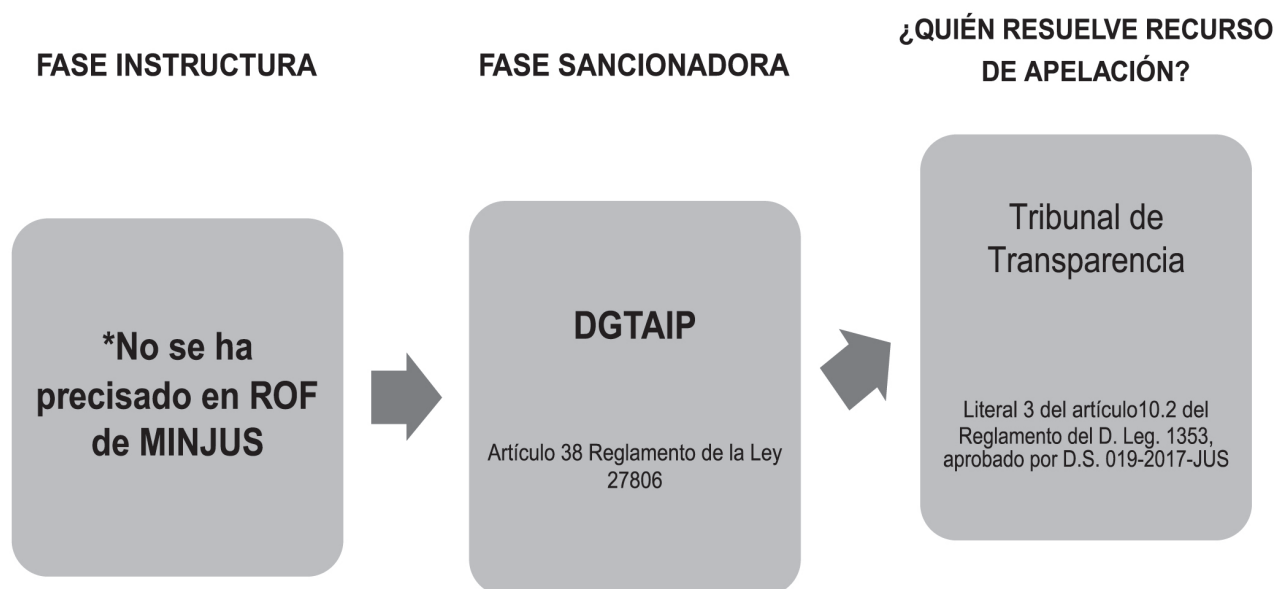 FASE INSTRUCTURA
FASE SANCIONADORA
¿QUIÉN RESUELVE RECURSO
DE APELACIÓN?
*No se ha
precisado en ROF
de MINJUS
DGTAIP
Artículo 38 Reglamento de la Ley
27806
Tribunal de
Transparencia
Literal 3 del artículo10.2 del
Reglamento del D. Leg. 1353,
aprobado por D.S. 019-2017-JUS